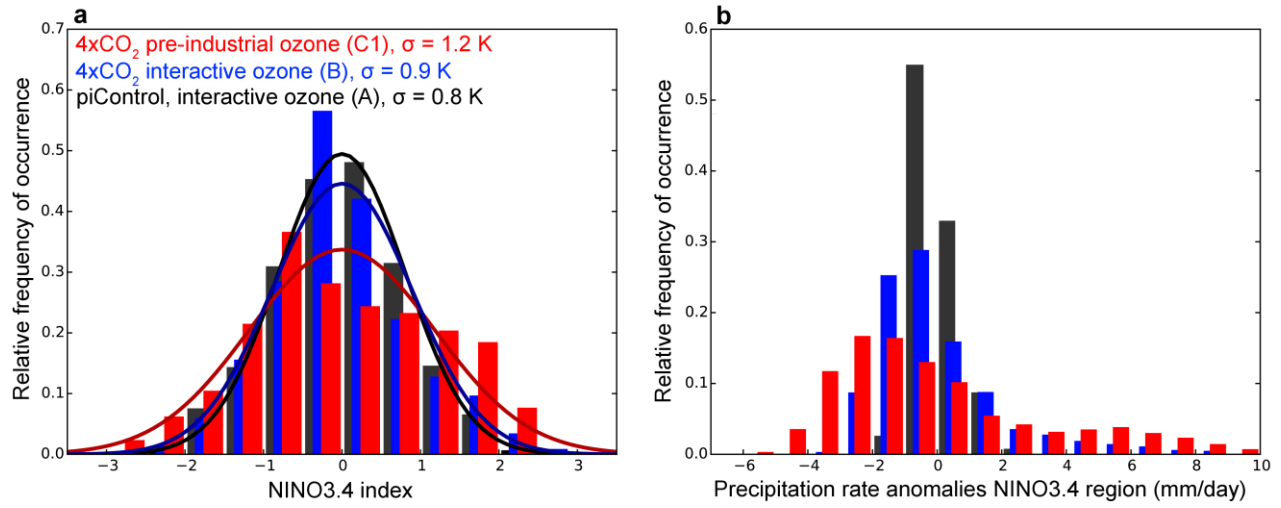 a
4xCO2 pre-industrial ozone (C1), σ = 1.2 K
4xCO2 interactive ozone (B), σ = 0.9 K
piControl, interactive ozone (A), σ = 0.8 K
Relative frequency of occurrence
0.7
0.6
0.5
0.4
0.3
0.2
0.1
0.0
−3 −2 −1 0 1 2 3
NINO3.4 index
b
Relative frequency of occurrence
0.6
0.5
0.4
0.3
0.2
0.1
0.0
−6 −4 −2 0 2 4 6 8 10
Precipitation rate anomalies NINO3.4 region (mm/day)